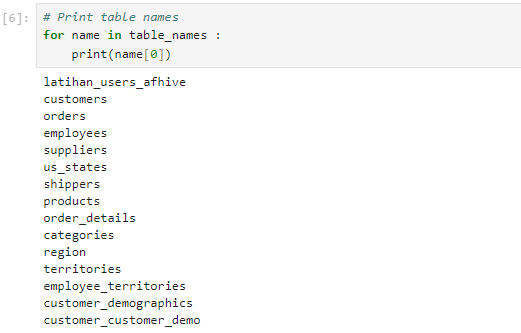 [6]: # Print table names
for name in table_names :
    print(name[0])
latihan_users_afhive
customers
orders
employees
suppliers
us_states
shippers
products
order_details
categories
region
territories
employee_territories
customer_demographics
customer_customer_demo